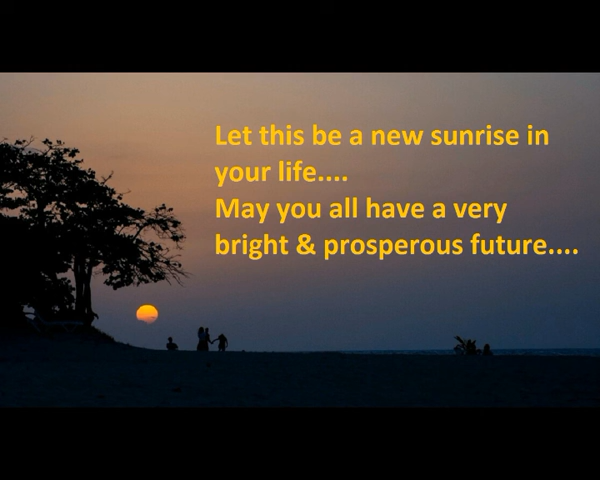 Let this be a new sunrise in
your life....
May you all have a very
bright & prosperous future....